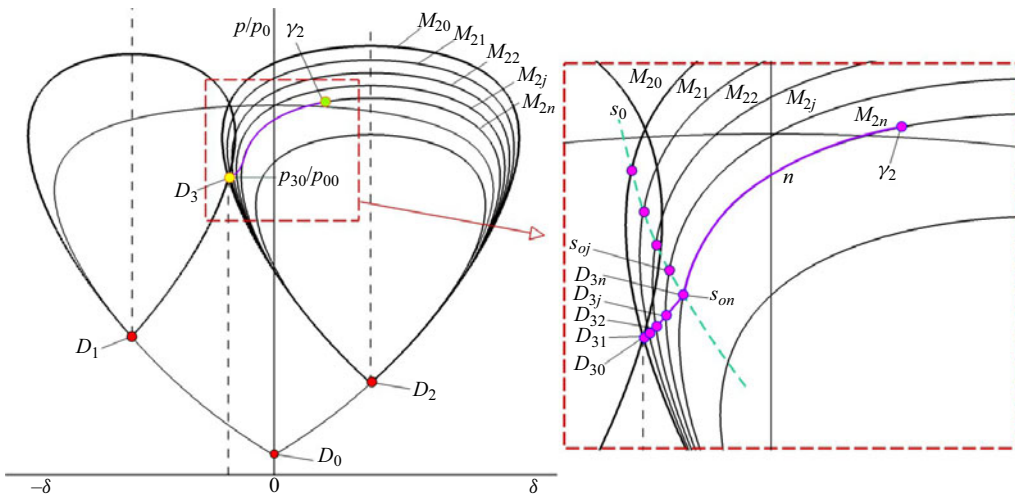 p/p₀
γ₂
M₂₀
M₂₁
M₂₂
M₂ⱼ
M₂ₙ
D₃
p₃₀/p₀₀
D₁
D₂
D₀
–δ
0
δ
M₂₀
M₂₁
M₂₂
M₂ⱼ
M₂ₙ
s₀
γ₂
n
sₒⱼ
D₃ₙ
sₒₙ
D₃ⱼ
D₃₂
D₃₁
D₃₀